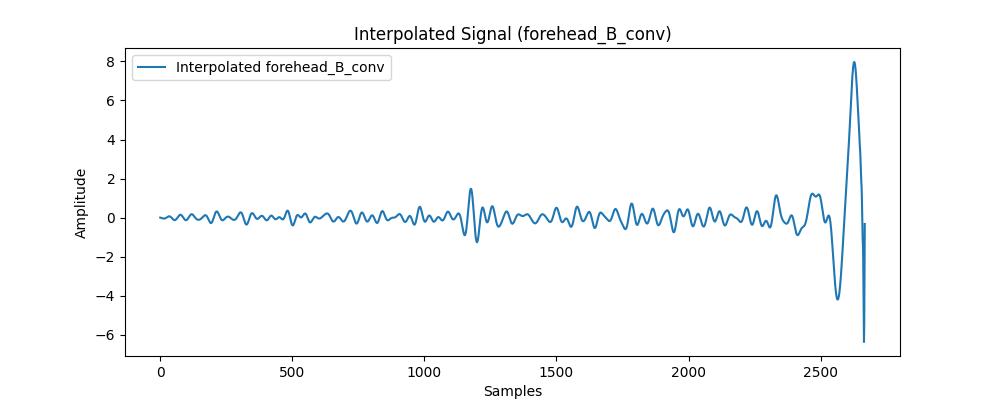 Interpolated Signal (forehead_B_conv)
Interpolated forehead_B_conv
Amplitude
8
6
4
2
0
−2
−4
−6
0 500 1000 1500 2000 2500
Samples